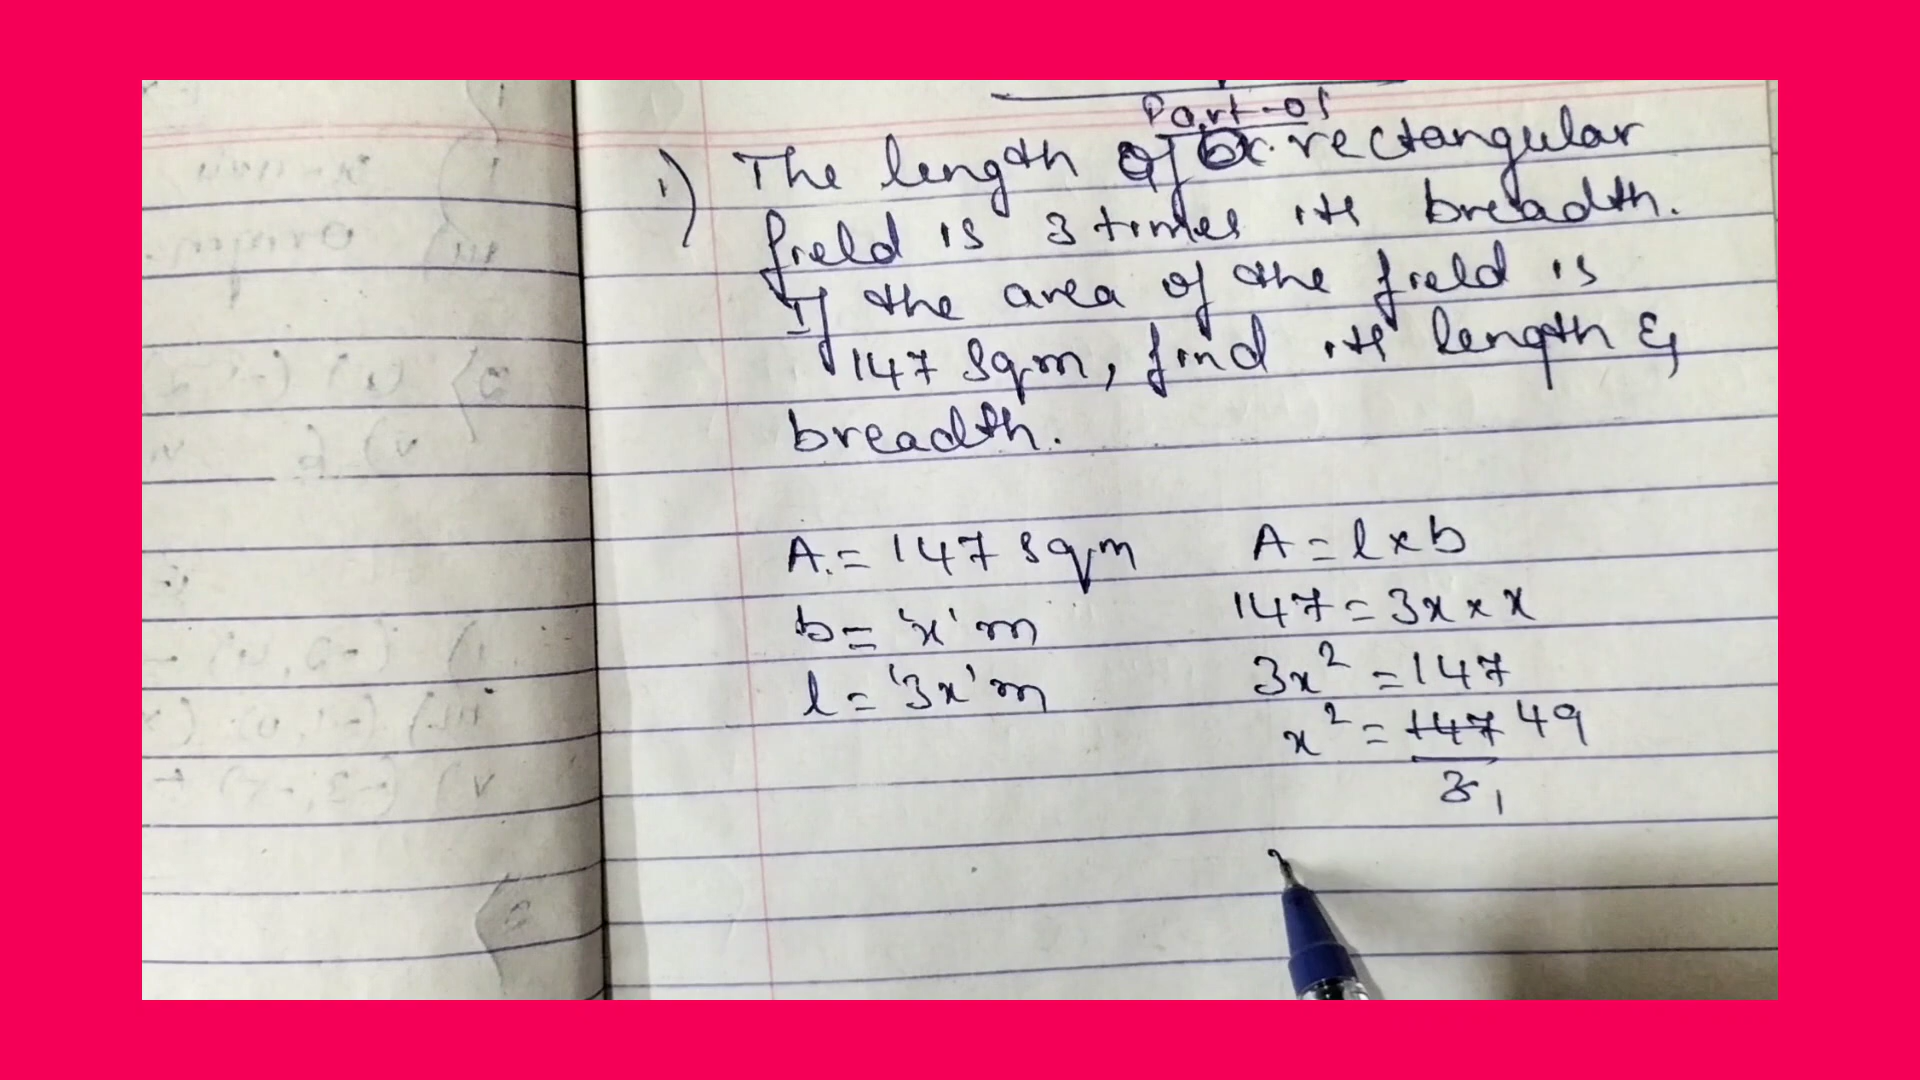 Part-01
1) The length of a rectangular
field is 3 times its breadth.
If the area of the field is
147 Sqm, find its length &
breadth.
A = 147 sqm
b = 'x' m
l = '3x' m
A = l x b
147 = 3x x x
3x² = 147
x² = 147 49
3 1